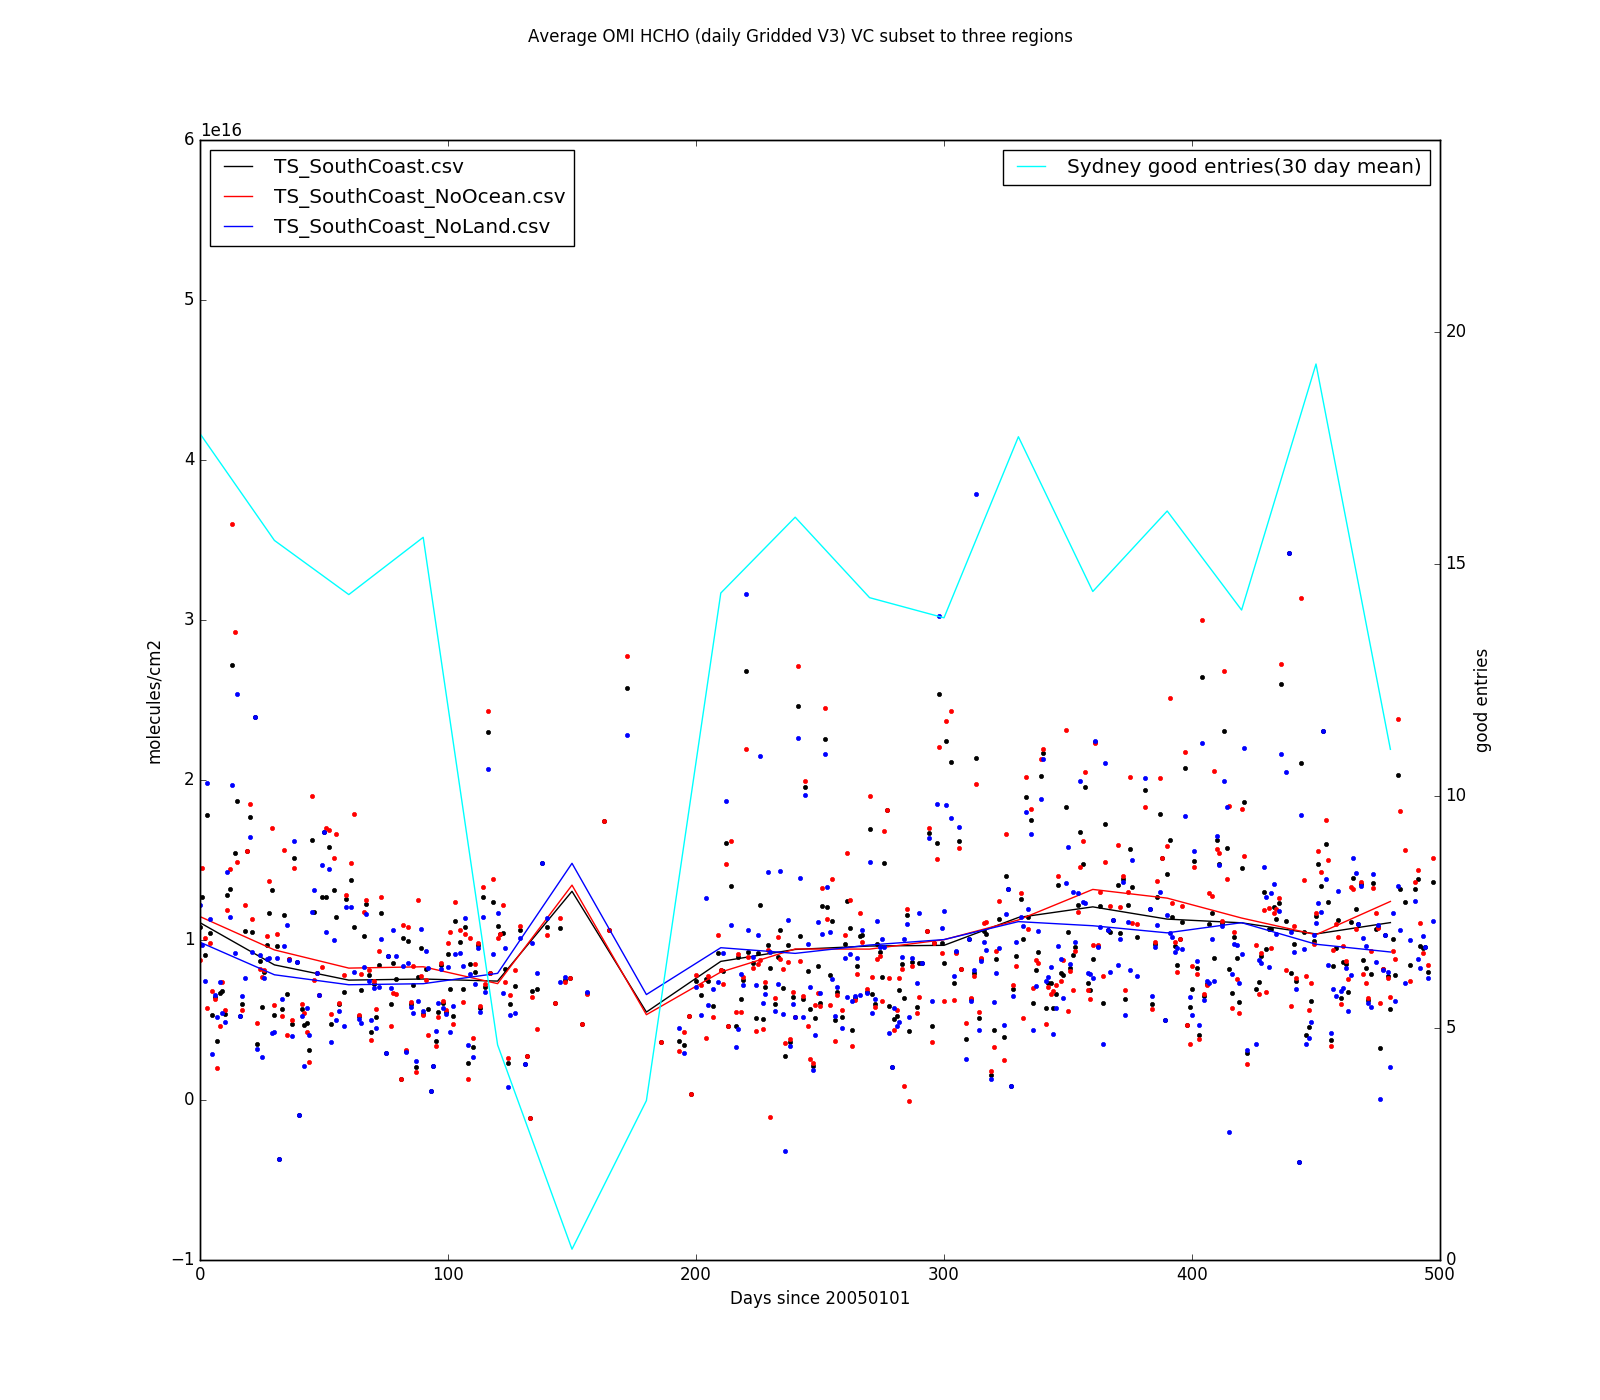 Average OMI HCHO (daily Gridded V3) VC subset to three regions
1e16
TS_SouthCoast.csv
TS_SouthCoast_NoOcean.csv
TS_SouthCoast_NoLand.csv
Sydney good entries(30 day mean)
6
5
4
3
2
1
0
−1
molecules/cm2
20
15
10
5
0
good entries
0 100 200 300 400 500
Days since 20050101